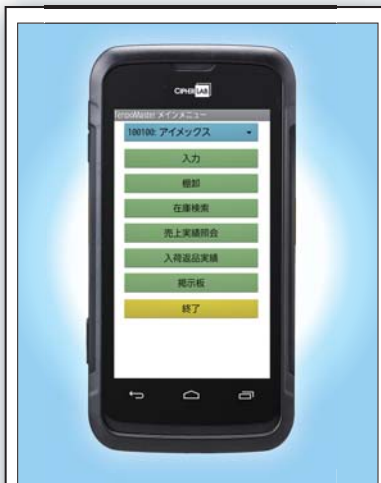 CIPHERLAB
TenpoMaster メインメニュー
100100: アイメックス
入力
棚卸
在庫検索
売上実績照会
入荷返品実績
掲示板
終了